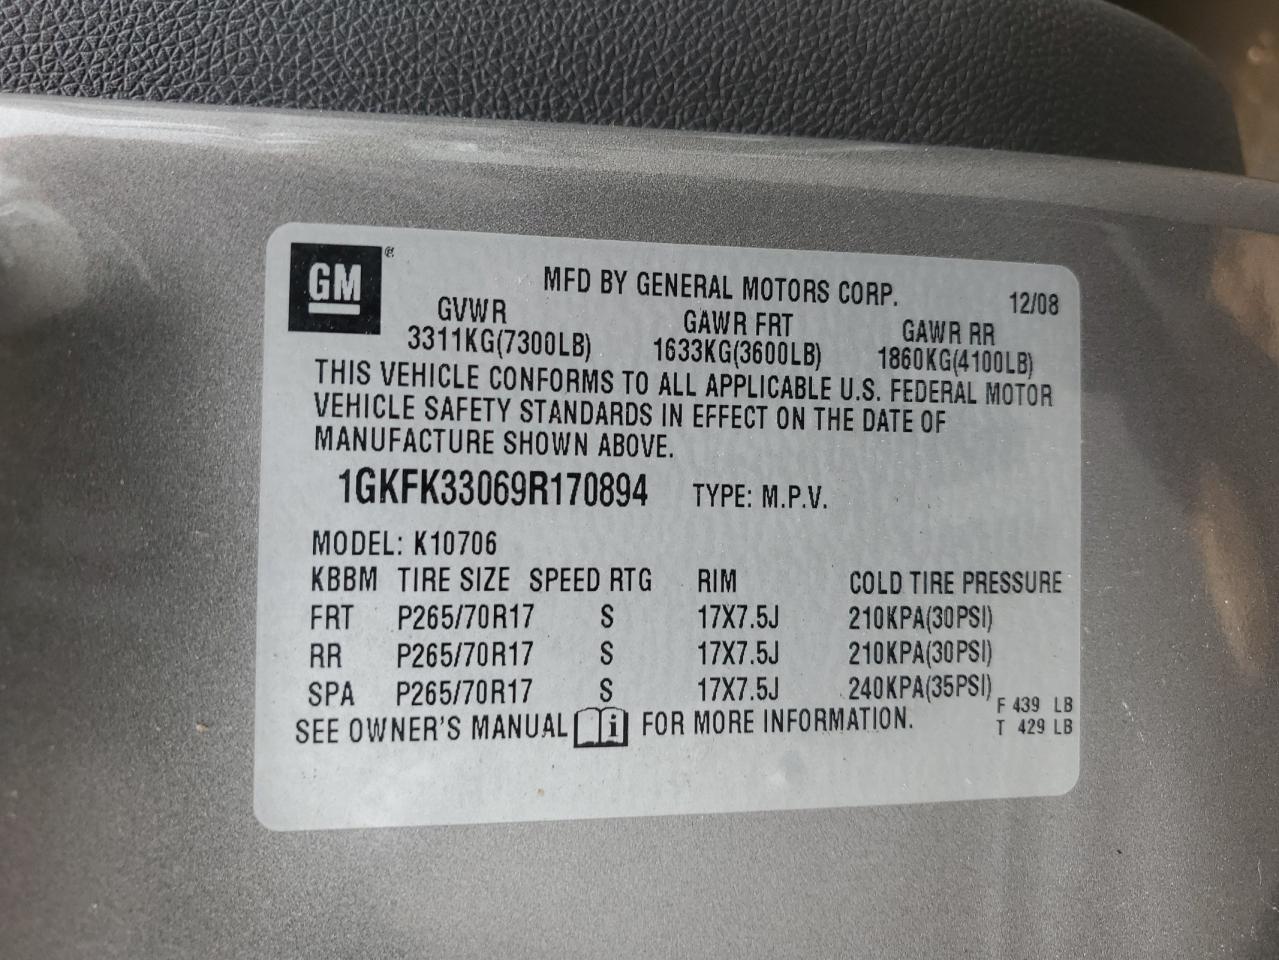 GM ®
MFD BY GENERAL MOTORS CORP. 12/08
GVWR GAWR FRT GAWR RR
3311KG(7300LB) 1633KG(3600LB) 1860KG(4100LB)
THIS VEHICLE CONFORMS TO ALL APPLICABLE U.S. FEDERAL MOTOR
VEHICLE SAFETY STANDARDS IN EFFECT ON THE DATE OF
MANUFACTURE SHOWN ABOVE.
1GKFK33069R170894 TYPE: M.P.V.
MODEL: K10706
KBBM TIRE SIZE SPEED RTG RIM COLD TIRE PRESSURE
FRT P265/70R17 S 17X7.5J 210KPA(30PSI)
RR P265/70R17 S 17X7.5J 210KPA(30PSI)
SPA P265/70R17 S 17X7.5J 240KPA(35PSI)
F 439 LB
SEE OWNER'S MANUAL i FOR MORE INFORMATION. T 429 LB